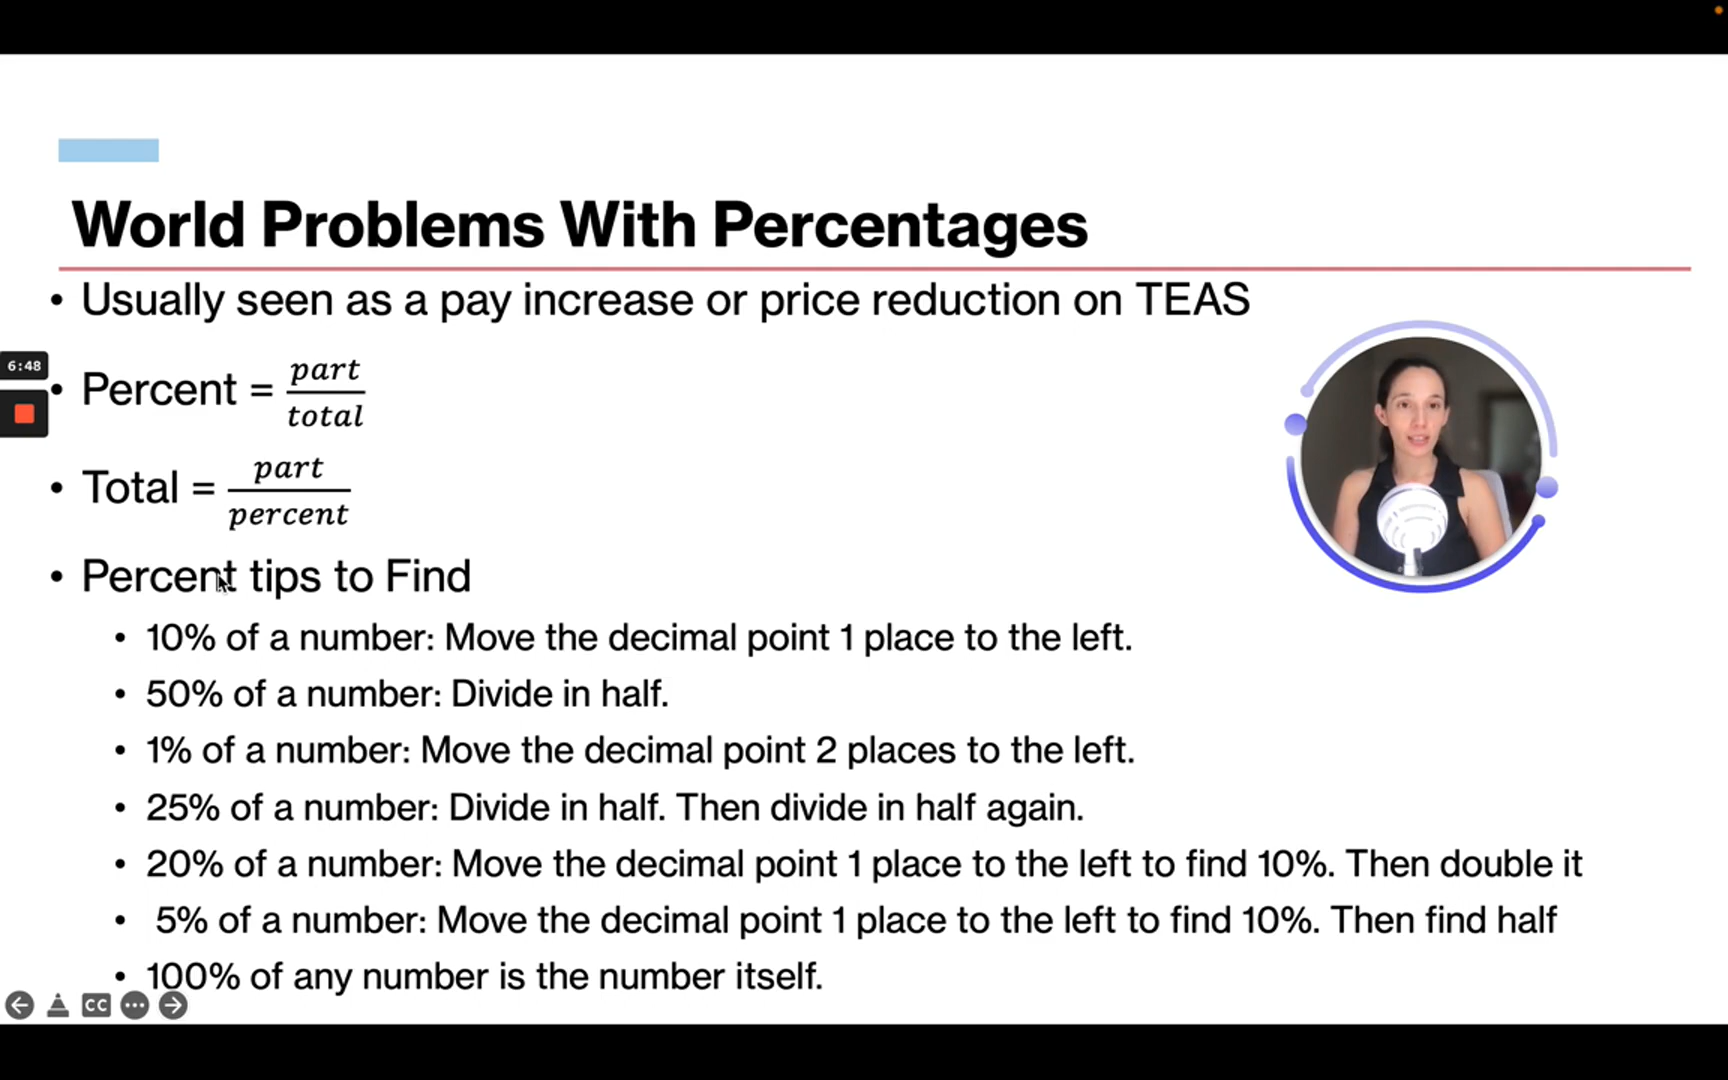 World Problems With Percentages
• Usually seen as a pay increase or price reduction on TEAS
6:48
• Percent = part/total
• Total = part/percent
• Percent tips to Find
• 10% of a number: Move the decimal point 1 place to the left.
• 50% of a number: Divide in half.
• 1% of a number: Move the decimal point 2 places to the left.
• 25% of a number: Divide in half. Then divide in half again.
• 20% of a number: Move the decimal point 1 place to the left to find 10%. Then double it
• 5% of a number: Move the decimal point 1 place to the left to find 10%. Then find half
• 100% of any number is the number itself.
CC